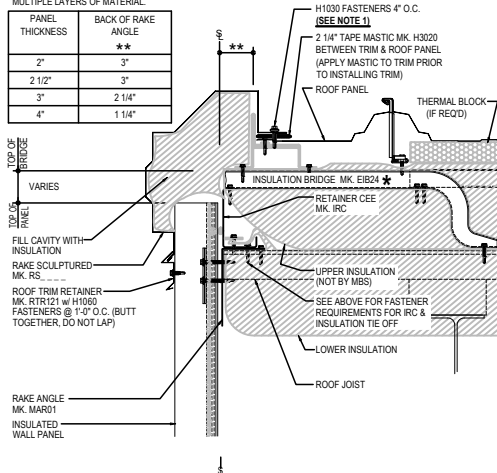 MULTIPLE LAYERS OF MATERIAL.
PANEL THICKNESS
BACK OF RAKE ANGLE
**
2" 3"
2 1/2" 3"
3" 2 1/4"
4" 1 1/4"
**
H1030 FASTENERS 4" O.C.
(SEE NOTE 1)
2 1/4" TAPE MASTIC MK. H3020
BETWEEN TRIM & ROOF PANEL
(APPLY MASTIC TO TRIM PRIOR
TO INSTALLING TRIM)
ROOF PANEL
THERMAL BLOCK
(IF REQ'D)
TOP OF
BRIDGE
VARIES
TOP OF
PANEL
INSULATION BRIDGE MK. EIB24 *
RETAINER CEE
MK. IRC
FILL CAVITY WITH
INSULATION
RAKE SCULPTURED
MK. RS_____
ROOF TRIM RETAINER
MK. RTR121 w/ H1060
FASTENERS @ 1'-0" O.C. (BUTT
TOGETHER, DO NOT LAP)
UPPER INSULATION
(NOT BY MBS)
SEE ABOVE FOR FASTENER
REQUIREMENTS FOR IRC &
INSULATION TIE OFF
LOWER INSULATION
ROOF JOIST
RAKE ANGLE
MK. MAR01
INSULATED
WALL PANEL